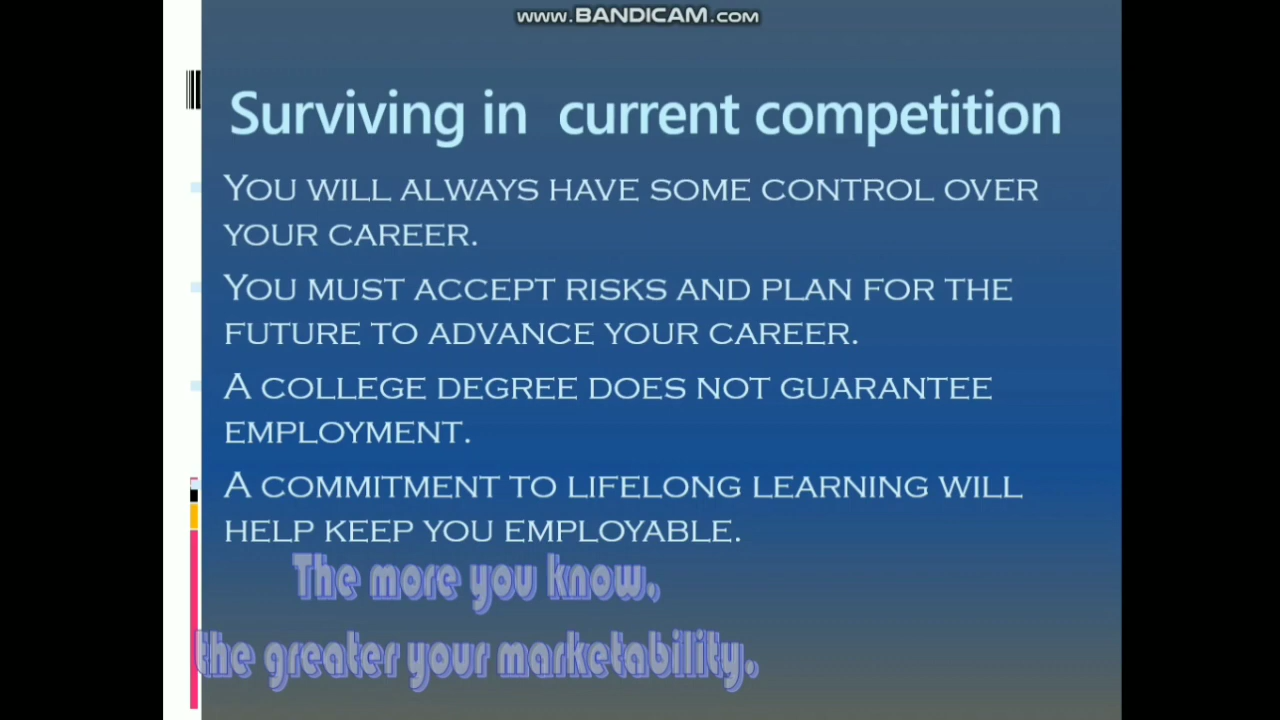 www.BANDICAM.com
Surviving in current competition
You will always have some control over
your career.
You must accept risks and plan for the
future to advance your career.
A college degree does not guarantee
employment.
A commitment to lifelong learning will
help keep you employable.
The more you know,
the greater your marketability.